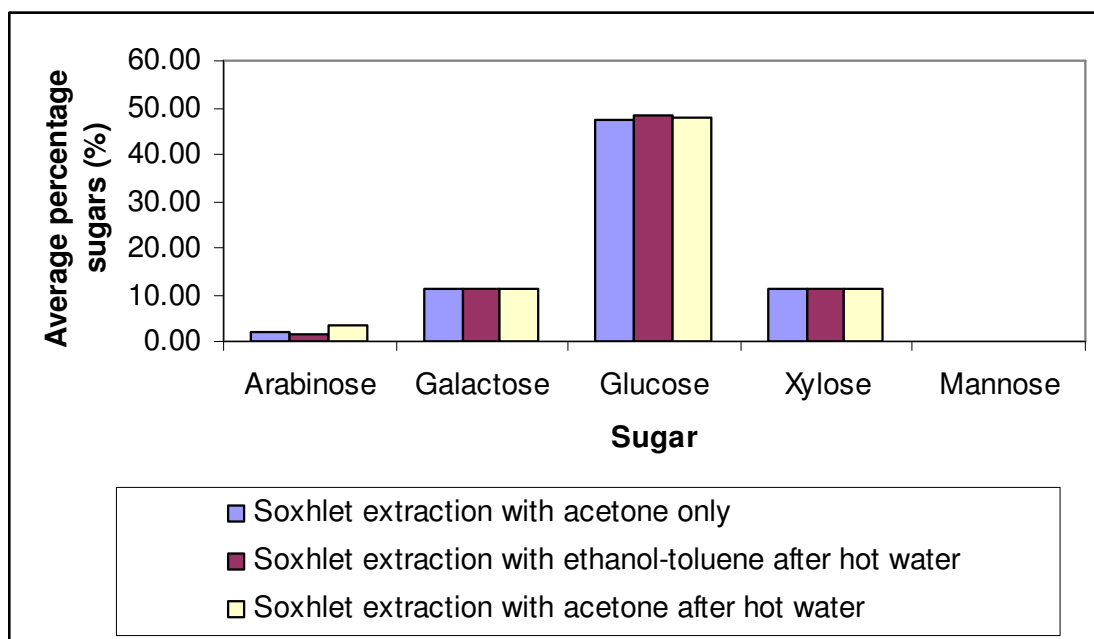 Average percentage
sugars (%)
60.00
50.00
40.00
30.00
20.00
10.00
0.00
Arabinose Galactose Glucose Xylose Mannose
Sugar
Soxhlet extraction with acetone only
Soxhlet extraction with ethanol-toluene after hot water
Soxhlet extraction with acetone after hot water